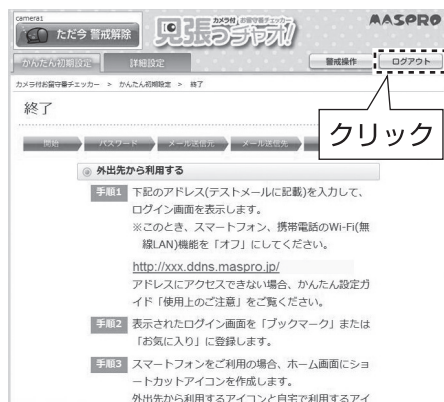 camera1
ただ今 警戒解除
カメラ付 お留守番チェッカー
見張っちゃお!
MASPRO
かんたん初期設定
詳細設定
警戒操作
ログアウト
カメラ付お留守番チェッカー > かんたん初期設定 > 終了
終了
クリック
開始
パスワード
メール送信元
メール送信先
外出先から利用する
手順1 下記のアドレス(テストメールに記載)を入力して、
ログイン画面を表示します。
※このとき、スマートフォン、携帯電話のWi-Fi(無
線LAN)機能を「オフ」にしてください。
http://xxx.ddns.maspro.jp/
アドレスにアクセスできない場合、かんたん設定ガ
イド「使用上のご注意」をご覧ください。
手順2 表示されたログイン画面を「ブックマーク」または
「お気に入り」に登録します。
手順3 スマートフォンをご利用の場合、ホーム画面にショ
ートカットアイコンを作成します。
外出先から利用するアイコンと自宅で利用するアイ